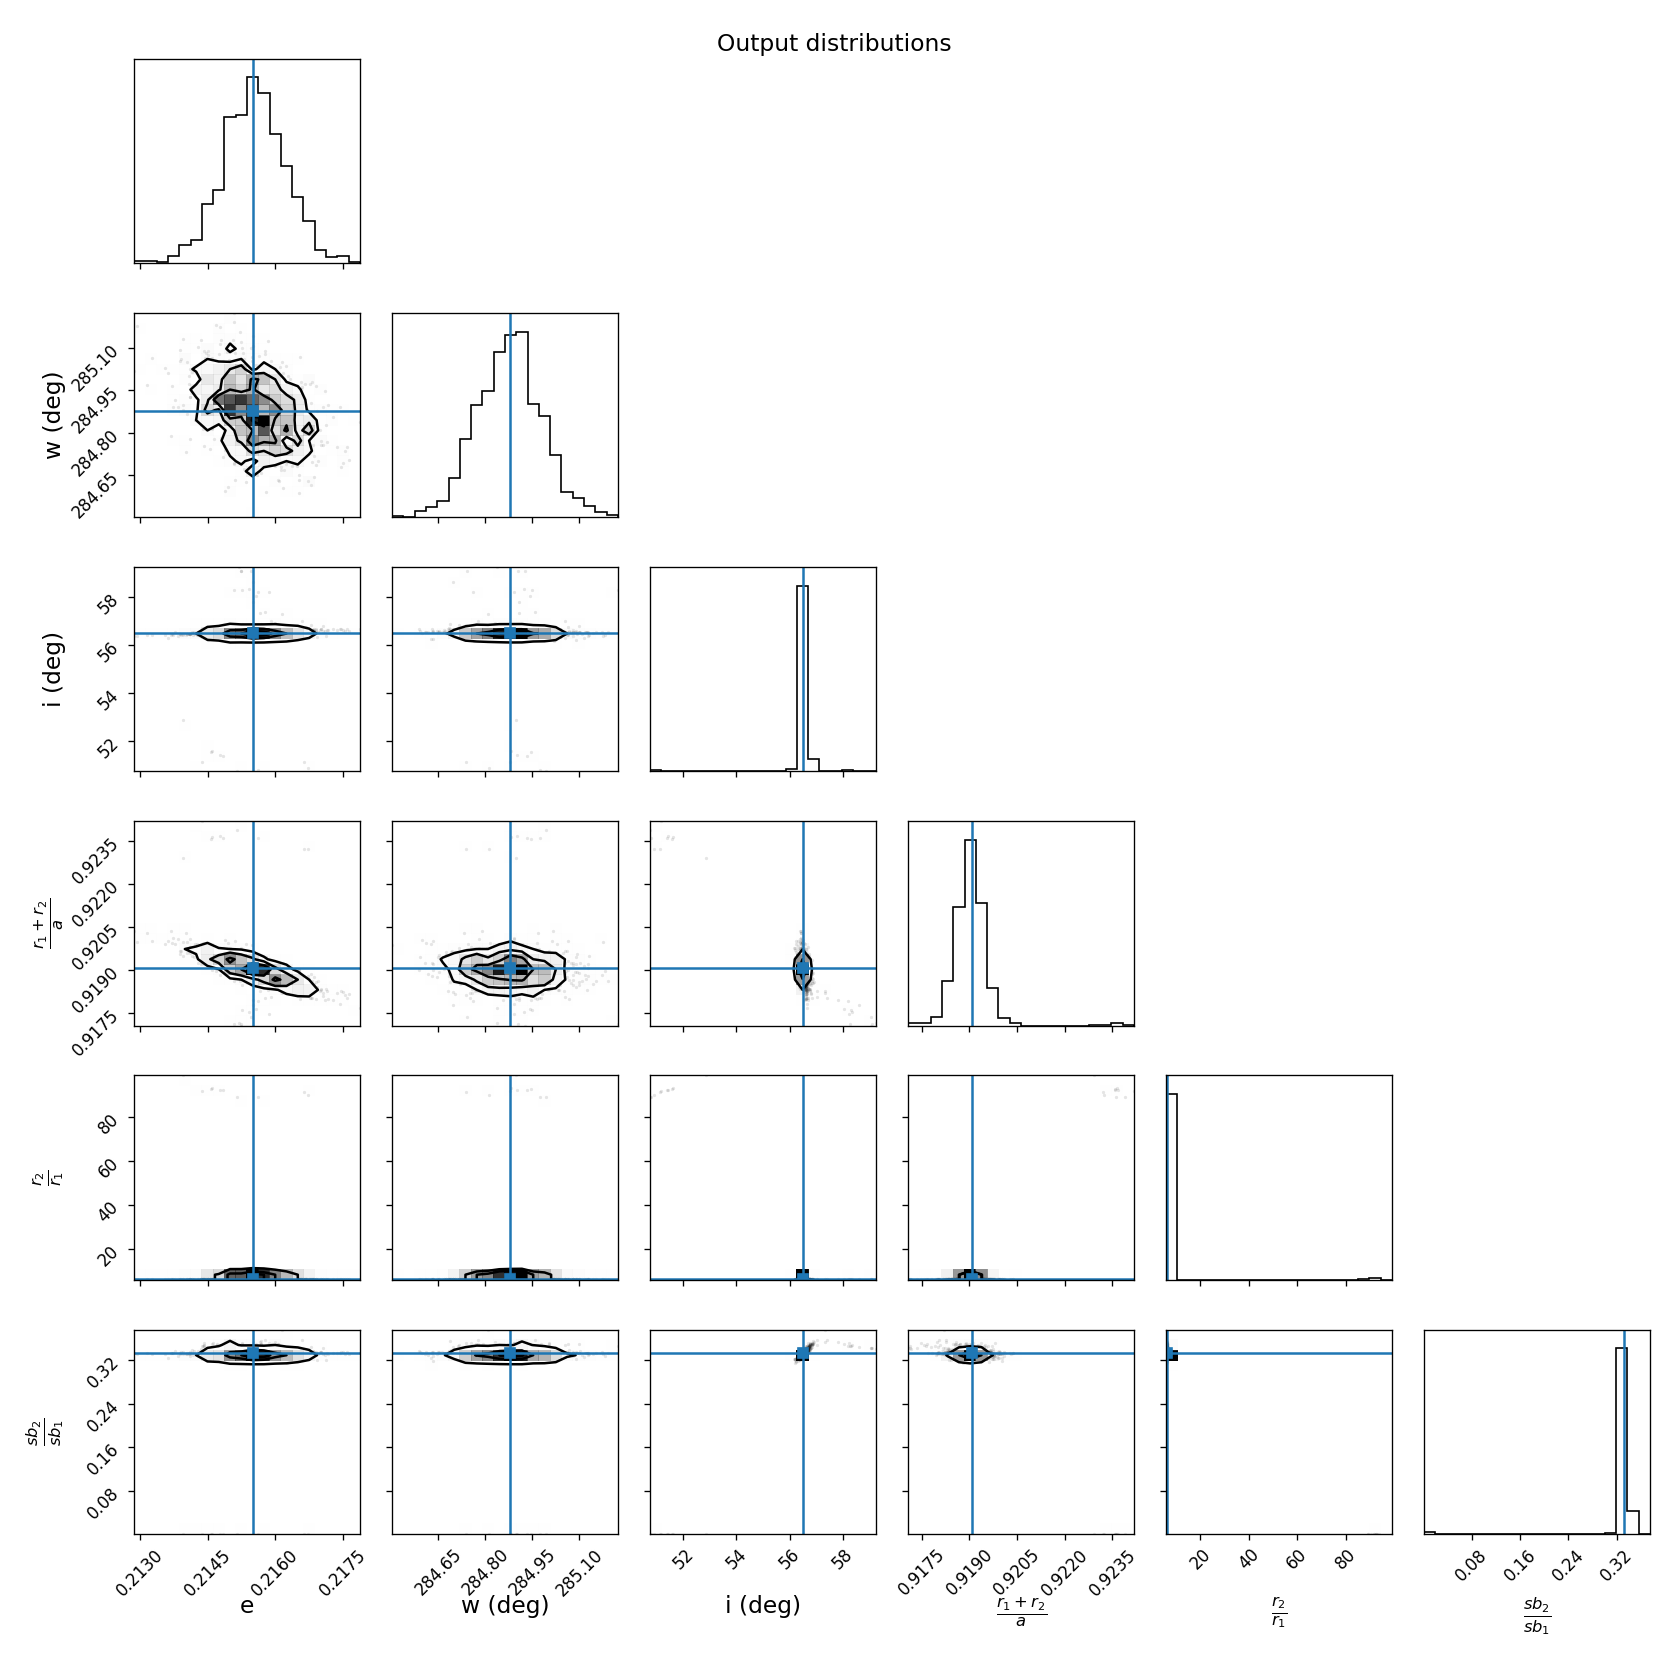 Output distributions
w (deg)
285.10
284.95
284.80
284.65
i (deg)
58
56
54
52
r₁ + r₂
a
0.9235
0.9220
0.9205
0.9190
0.9175
r₂
r₁
80
60
40
20
sb₂
sb₁
0.32
0.24
0.16
0.08
0.2130 0.2145 0.2160 0.2175 284.65 284.80 284.95 285.10 52 54 56 58 0.9175 0.9190 0.9205 0.9220 0.9235 20 40 60 80 0.08 0.16 0.24 0.32
e w (deg) i (deg)
r₁ + r₂ r₂ sb₂
a r₁ sb₁